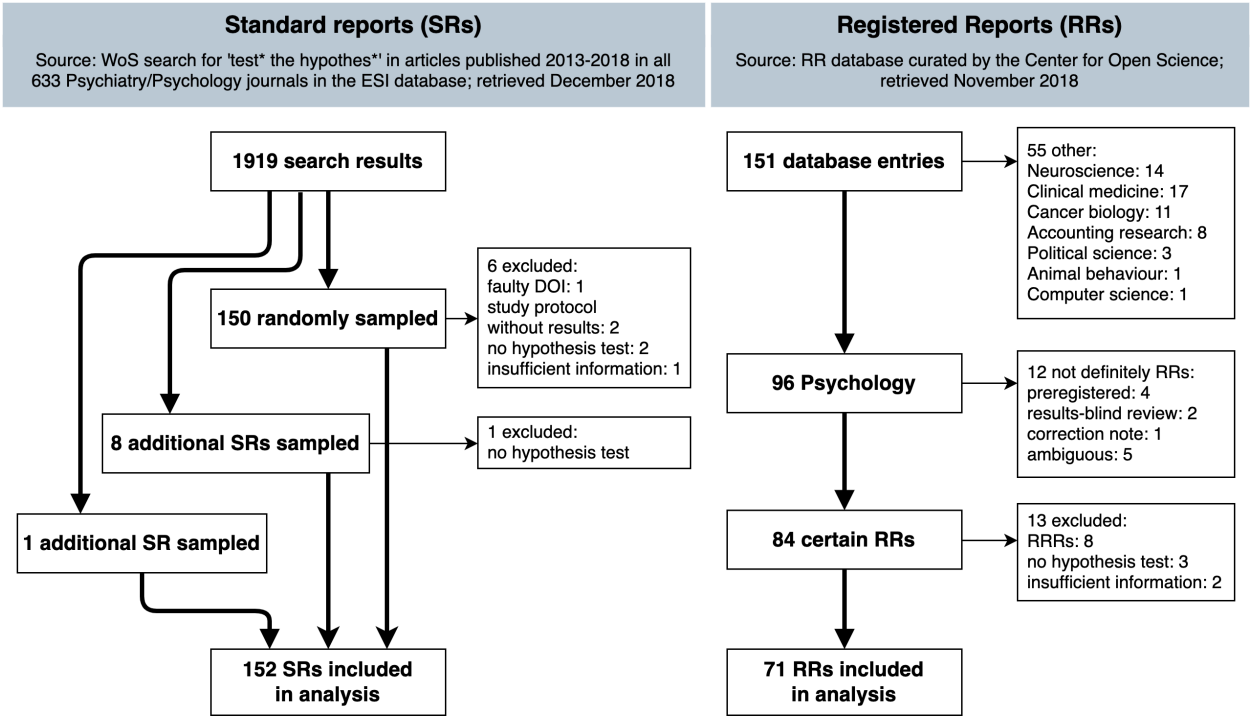 Standard reports (SRs)
Source: WoS search for 'test* the hypothes*' in articles published 2013-2018 in all
633 Psychiatry/Psychology journals in the ESI database; retrieved December 2018
1919 search results
150 randomly sampled
6 excluded:
faulty DOI: 1
study protocol
without results: 2
no hypothesis test: 2
insufficient information: 1
8 additional SRs sampled
1 excluded:
no hypothesis test
1 additional SR sampled
152 SRs included
in analysis
Registered Reports (RRs)
Source: RR database curated by the Center for Open Science;
retrieved November 2018
151 database entries
55 other:
Neuroscience: 14
Clinical medicine: 17
Cancer biology: 11
Accounting research: 8
Political science: 3
Animal behaviour: 1
Computer science: 1
96 Psychology
12 not definitely RRs:
preregistered: 4
results-blind review: 2
correction note: 1
ambiguous: 5
84 certain RRs
13 excluded:
RRRs: 8
no hypothesis test: 3
insufficient information: 2
71 RRs included
in analysis